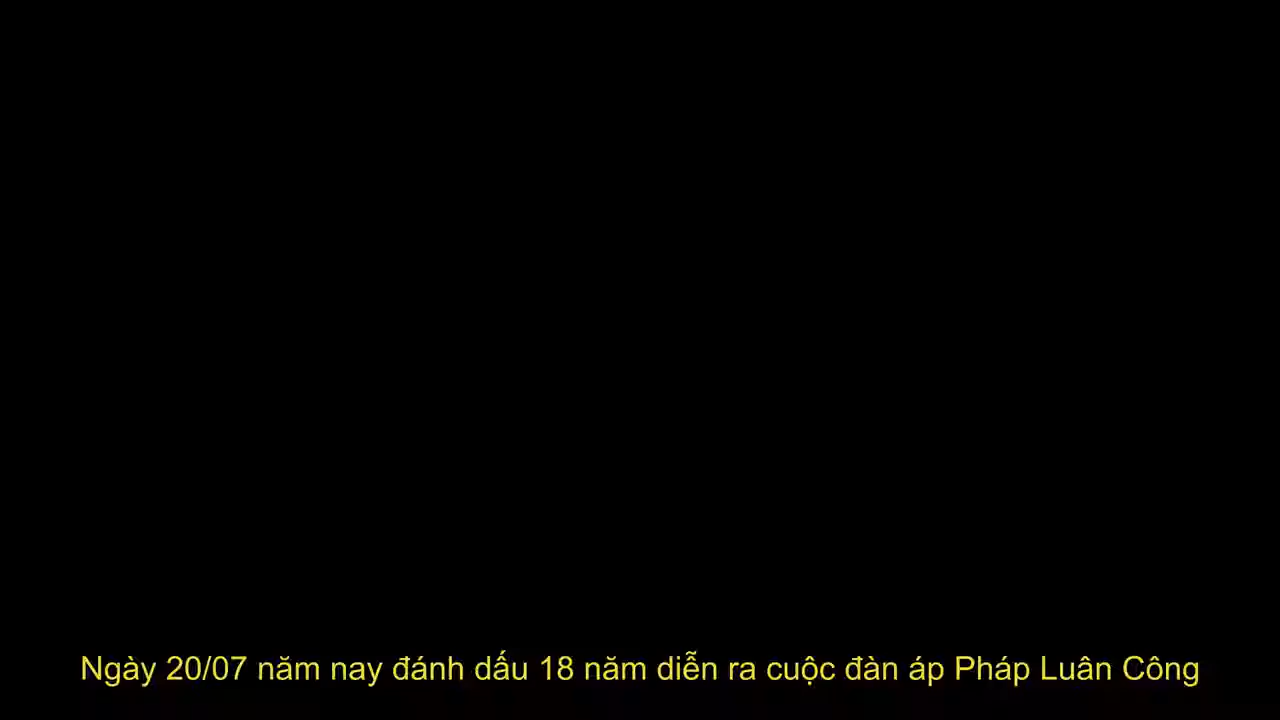 Ngày 20/07 năm nay đánh dấu 18 năm diễn ra cuộc đàn áp Pháp Luân Công